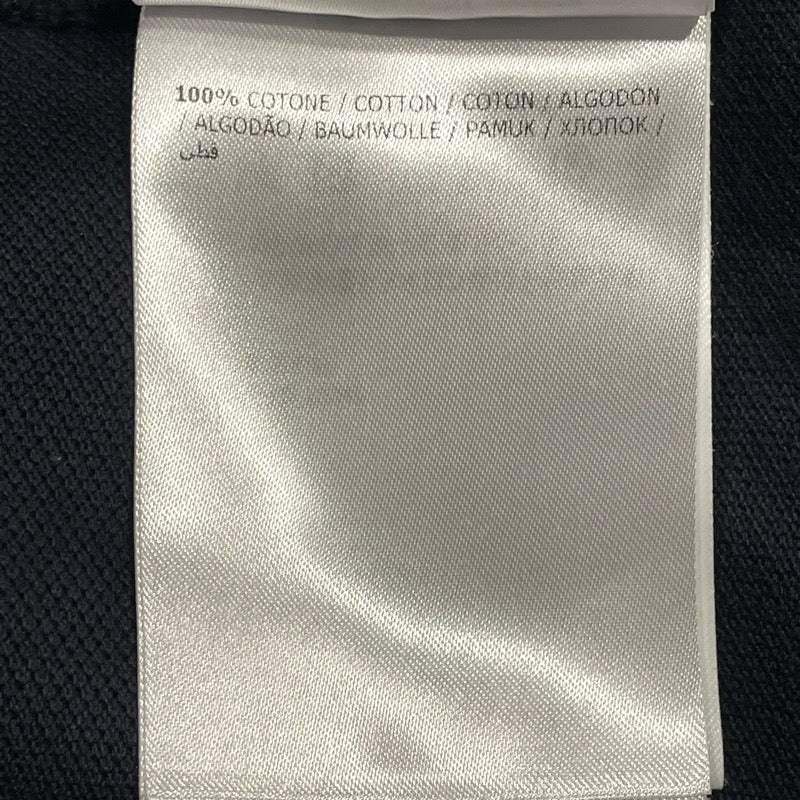 100% COTONE / COTTON / COTON / ALGODON
/ ALGODÃO / BAUMWOLLE / PAMUK / ХЛОПОК /
قطن